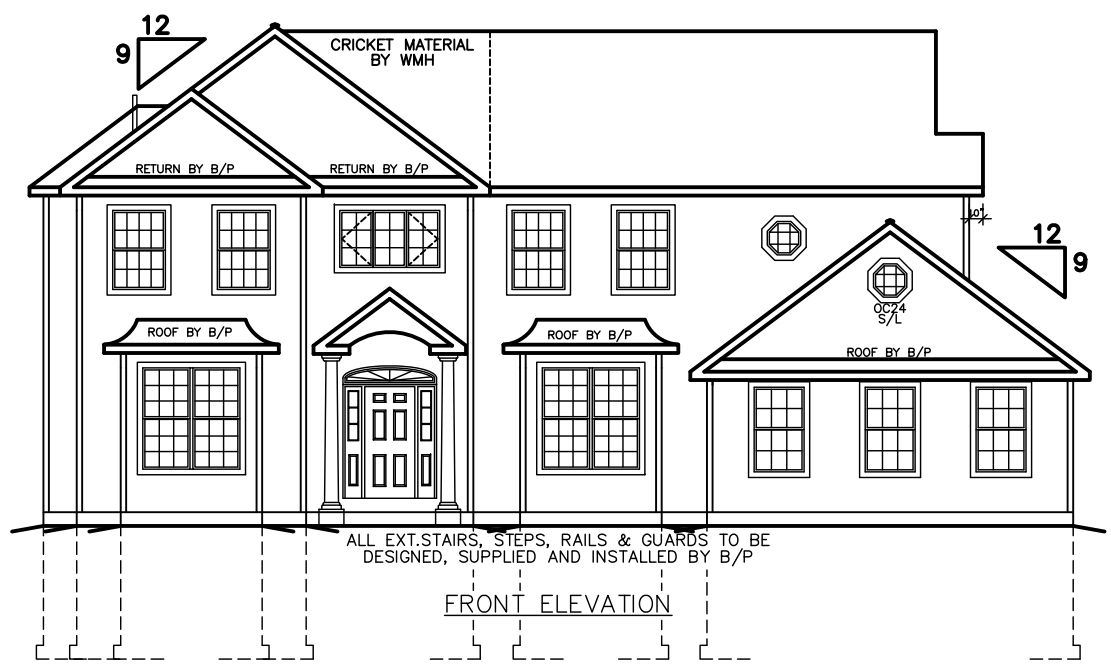 12
9
CRICKET MATERIAL
BY WMH
RETURN BY B/P
RETURN BY B/P
10"
12
9
OC24
S/L
ROOF BY B/P
ROOF BY B/P
ROOF BY B/P
ALL EXT.STAIRS, STEPS, RAILS & GUARDS TO BE
DESIGNED, SUPPLIED AND INSTALLED BY B/P
FRONT ELEVATION